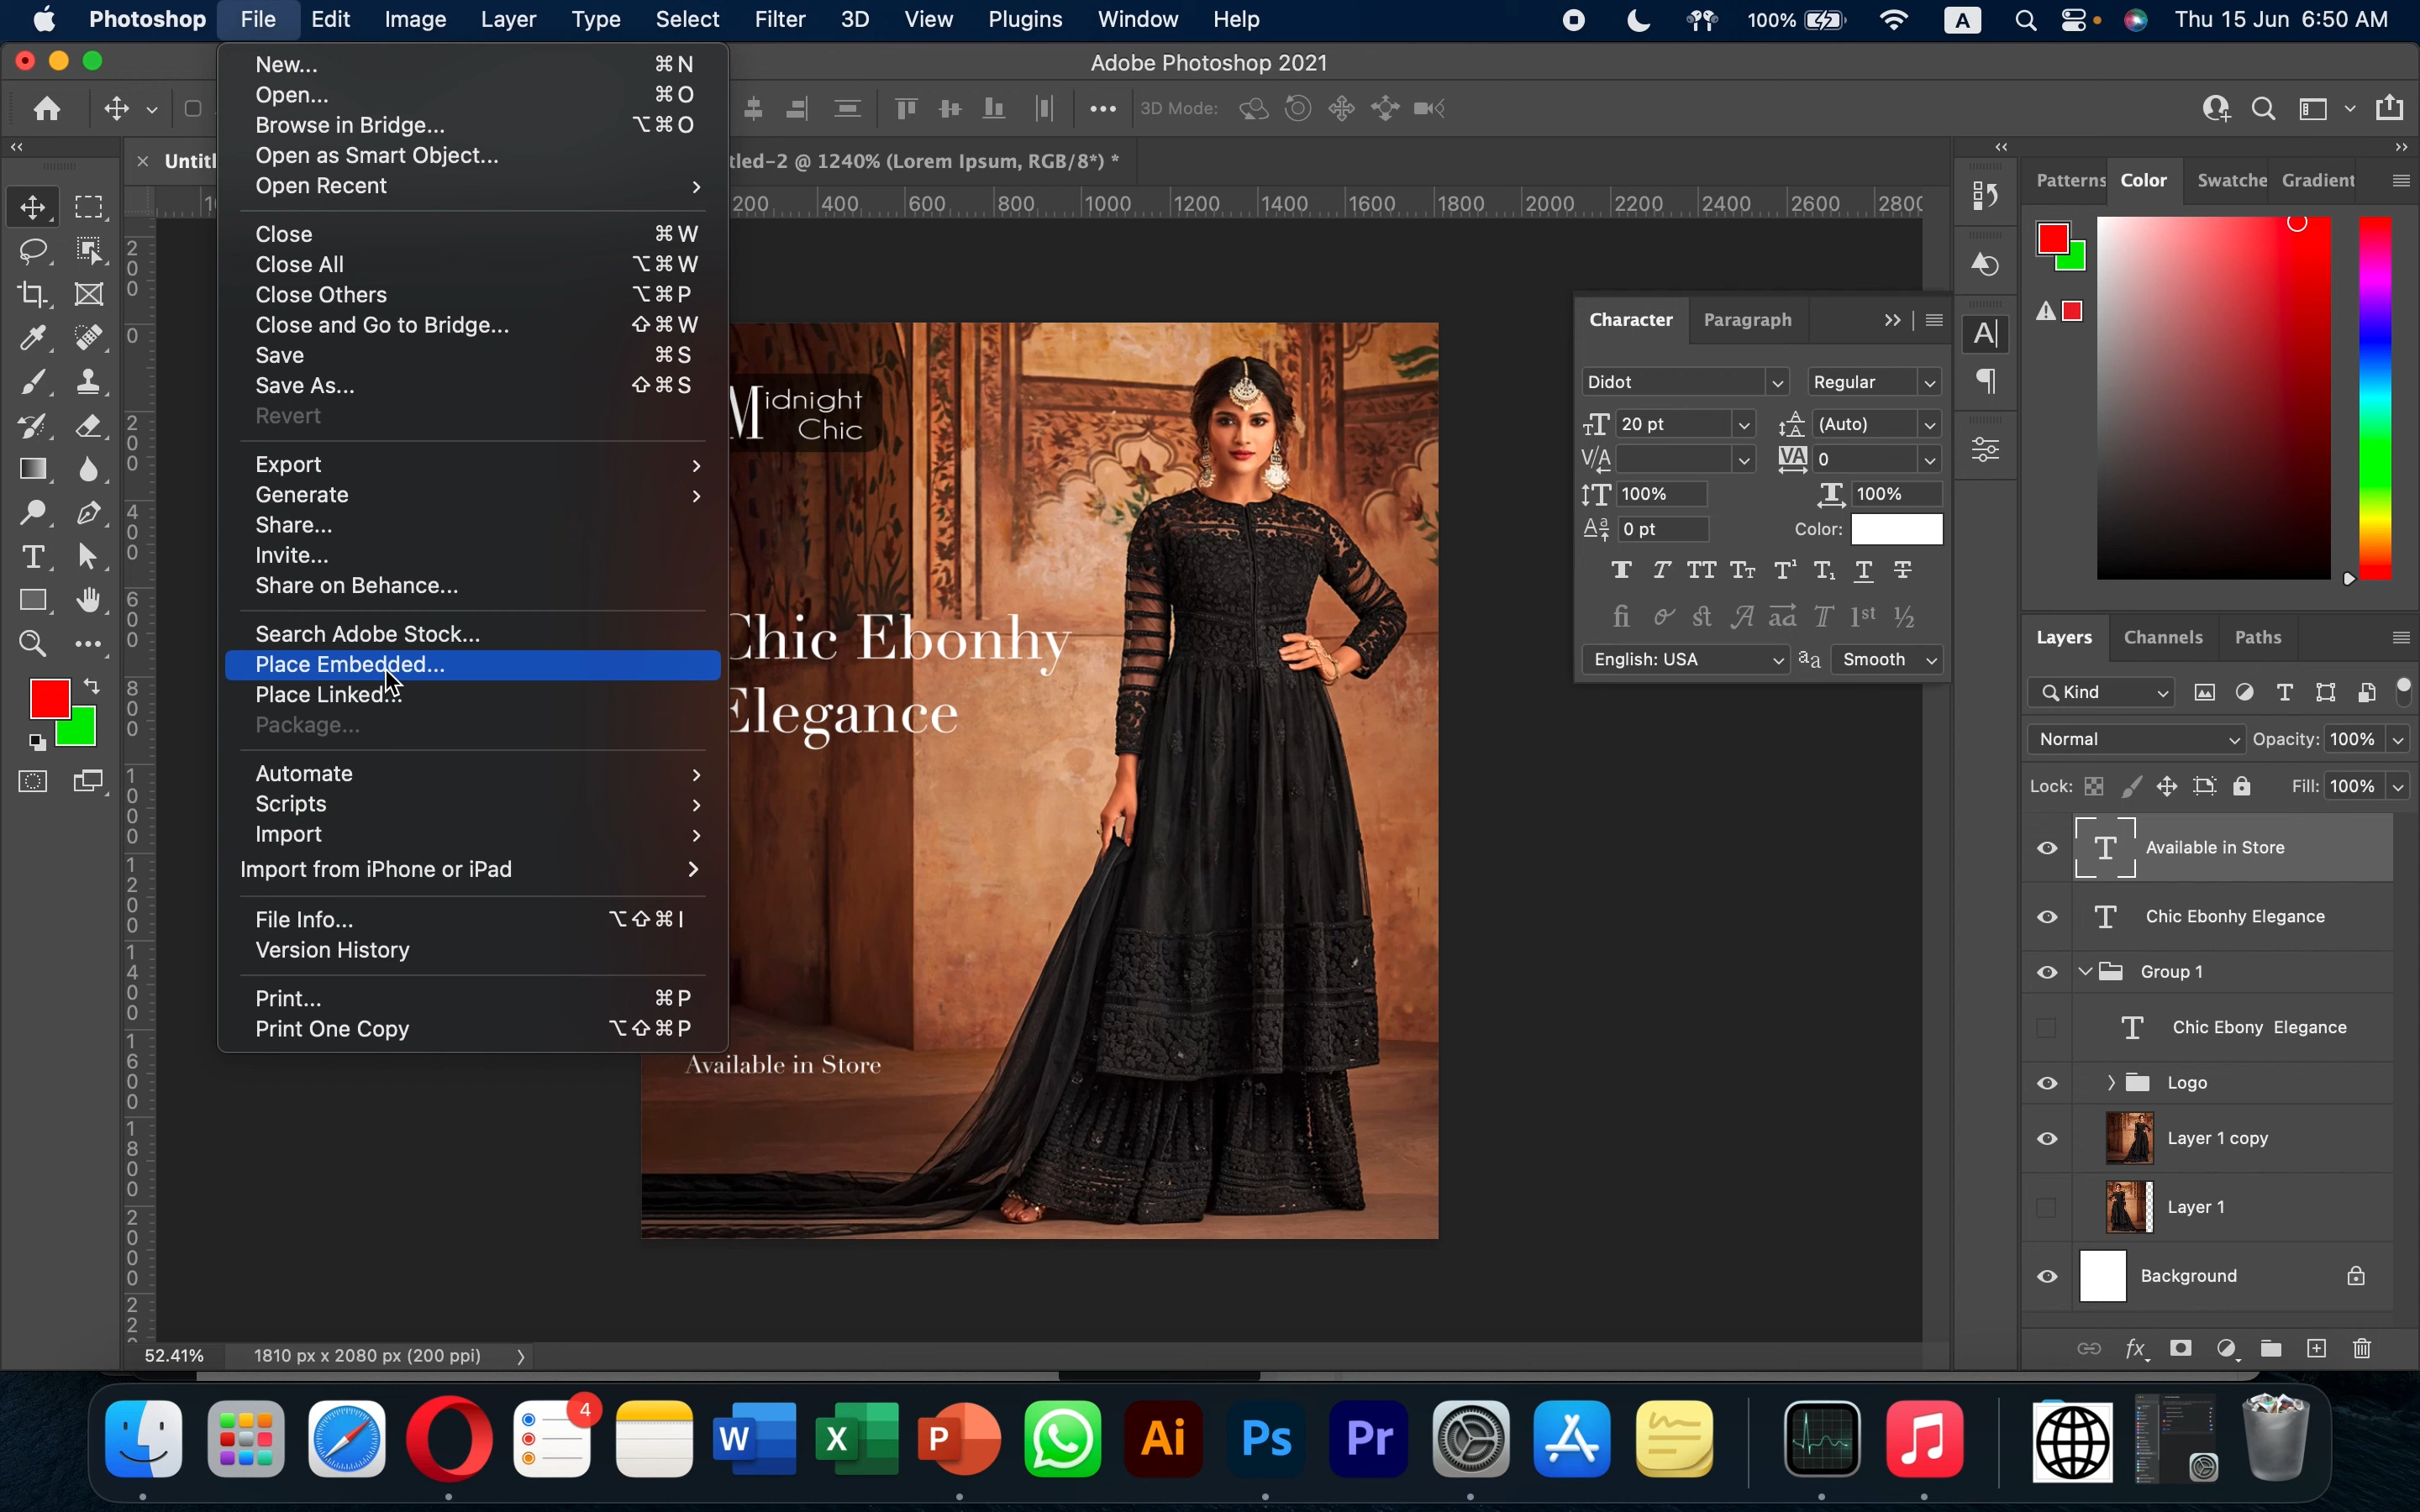 Photoshop File Edit Image Layer Type Select Filter 3D View Plugins Window Help 100% A Thu 15 Jun 6:50 AM
Adobe Photoshop 2021
3D Mode:
Untitl
tled-2 @ 1240% (Lorem Ipsum, RGB/8*) *
200 400 600 800 1000 1200 1400 1600 1800 2000 2200 2400 2600 280
New... ⌘N
Open... ⌘O
Browse in Bridge... ⌥⌘O
Open as Smart Object...
Open Recent
Close ⌘W
Close All ⌥⌘W
Close Others ⌥⌘P
Close and Go to Bridge... ⇧⌘W
Save ⌘S
Save As... ⇧⌘S
Revert
Export
Generate
Share...
Invite...
Share on Behance...
Search Adobe Stock...
Place Embedded...
Place Linked...
Package...
Automate
Scripts
Import
Import from iPhone or iPad
File Info... ⌥⇧⌘I
Version History
Print... ⌘P
Print One Copy ⌥⇧⌘P
Midnight
Chic
Chic Ebonhy
Elegance
Available in Store
Character Paragraph
Didot Regular
20 pt (Auto)
0
100% 100%
0 pt Color:
English: USA Smooth
Patterns Color Swatche Gradient
Layers Channels Paths
Kind
Normal Opacity: 100%
Lock: Fill: 100%
Available in Store
Chic Ebonhy Elegance
Group 1
Chic Ebony Elegance
Logo
Layer 1 copy
Layer 1
Background
52.41% 1810 px x 2080 px (200 ppi)
4
W X P Ai Ps Pr